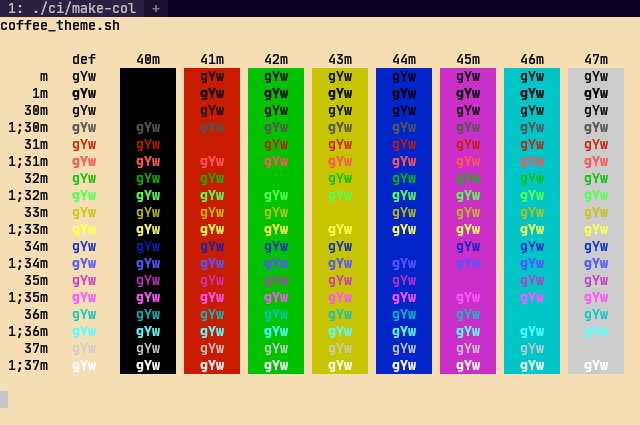 1: ./ci/make-col +
coffee_theme.sh
def 40m 41m 42m 43m 44m 45m 46m 47m
m gYw gYw gYw gYw gYw gYw gYw gYw
1m gYw gYw gYw gYw gYw gYw gYw gYw
30m gYw gYw gYw gYw gYw gYw gYw gYw
1;30m gYw gYw gYw gYw gYw gYw gYw gYw gYw
31m gYw gYw gYw gYw gYw gYw gYw gYw
1;31m gYw gYw gYw gYw gYw gYw gYw gYw gYw
32m gYw gYw gYw gYw gYw gYw gYw gYw
1;32m gYw gYw gYw gYw gYw gYw gYw gYw gYw
33m gYw gYw gYw gYw gYw gYw gYw gYw
1;33m gYw gYw gYw gYw gYw gYw gYw gYw gYw
34m gYw gYw gYw gYw gYw gYw gYw gYw
1;34m gYw gYw gYw gYw gYw gYw gYw gYw gYw
35m gYw gYw gYw gYw gYw gYw gYw gYw
1;35m gYw gYw gYw gYw gYw gYw gYw gYw gYw
36m gYw gYw gYw gYw gYw gYw gYw gYw
1;36m gYw gYw gYw gYw gYw gYw gYw gYw gYw
37m gYw gYw gYw gYw gYw gYw gYw gYw
1;37m gYw gYw gYw gYw gYw gYw gYw gYw gYw